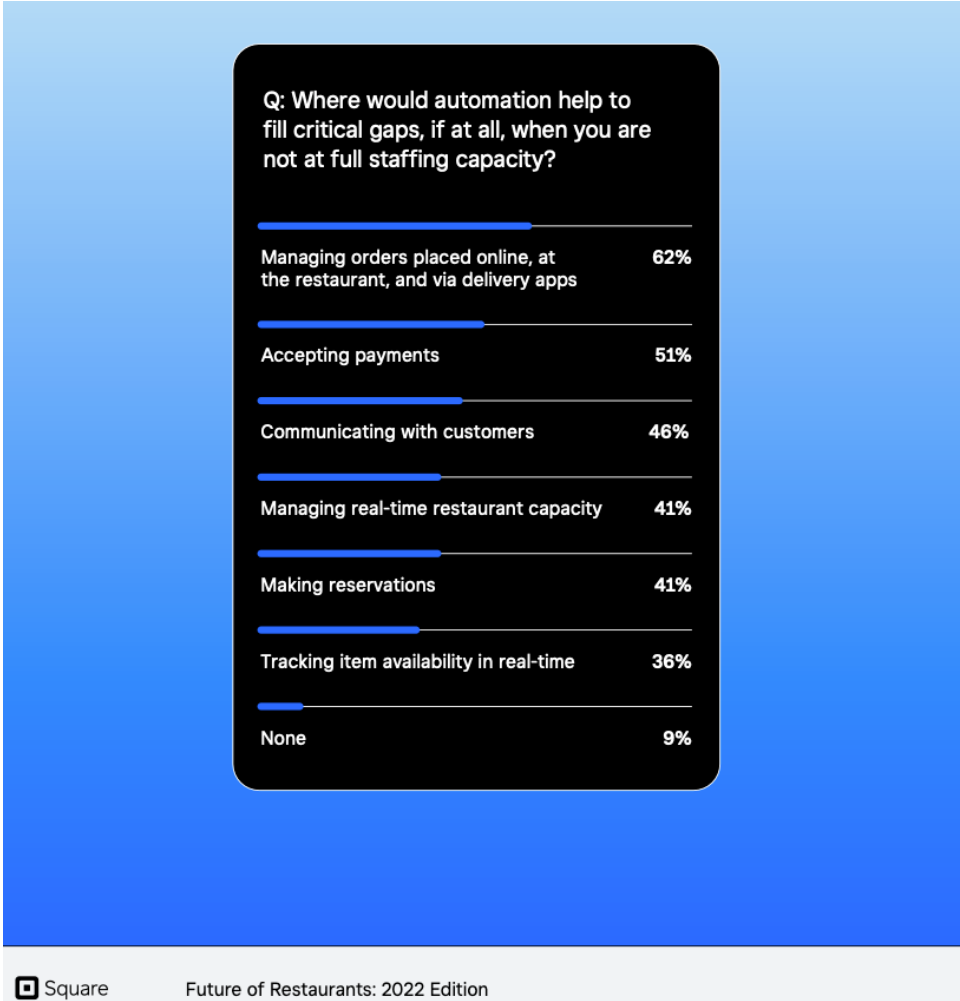 Q: Where would automation help to
fill critical gaps, if at all, when you are
not at full staffing capacity?
Managing orders placed online, at
the restaurant, and via delivery apps
62%
Accepting payments
51%
Communicating with customers
46%
Managing real-time restaurant capacity
41%
Making reservations
41%
Tracking item availability in real-time
36%
None
9%
Square
Future of Restaurants: 2022 Edition